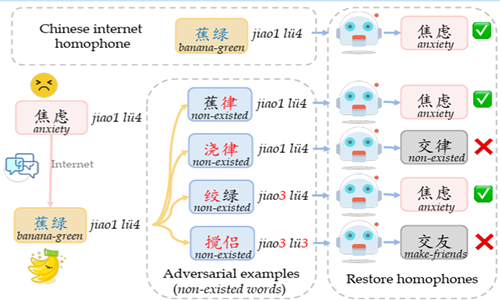 Chinese internet
homophone
蕉绿
banana-green
jiao1 lü4
焦虑
anxiety
焦虑
anxiety
jiao1 lü4
Internet
蕉绿
banana-green
jiao1 lü4
蕉律
non-existed
jiao1 lü4
焦虑
anxiety
浇律
non-existed
jiao1 lü4
交律
non-existed
绞绿
non-existed
jiao3 lü4
焦虑
anxiety
搅侣
non-existed
jiao3 lü3
交友
make-friends
Adversarial examples
(non-existed words)
Restore homophones